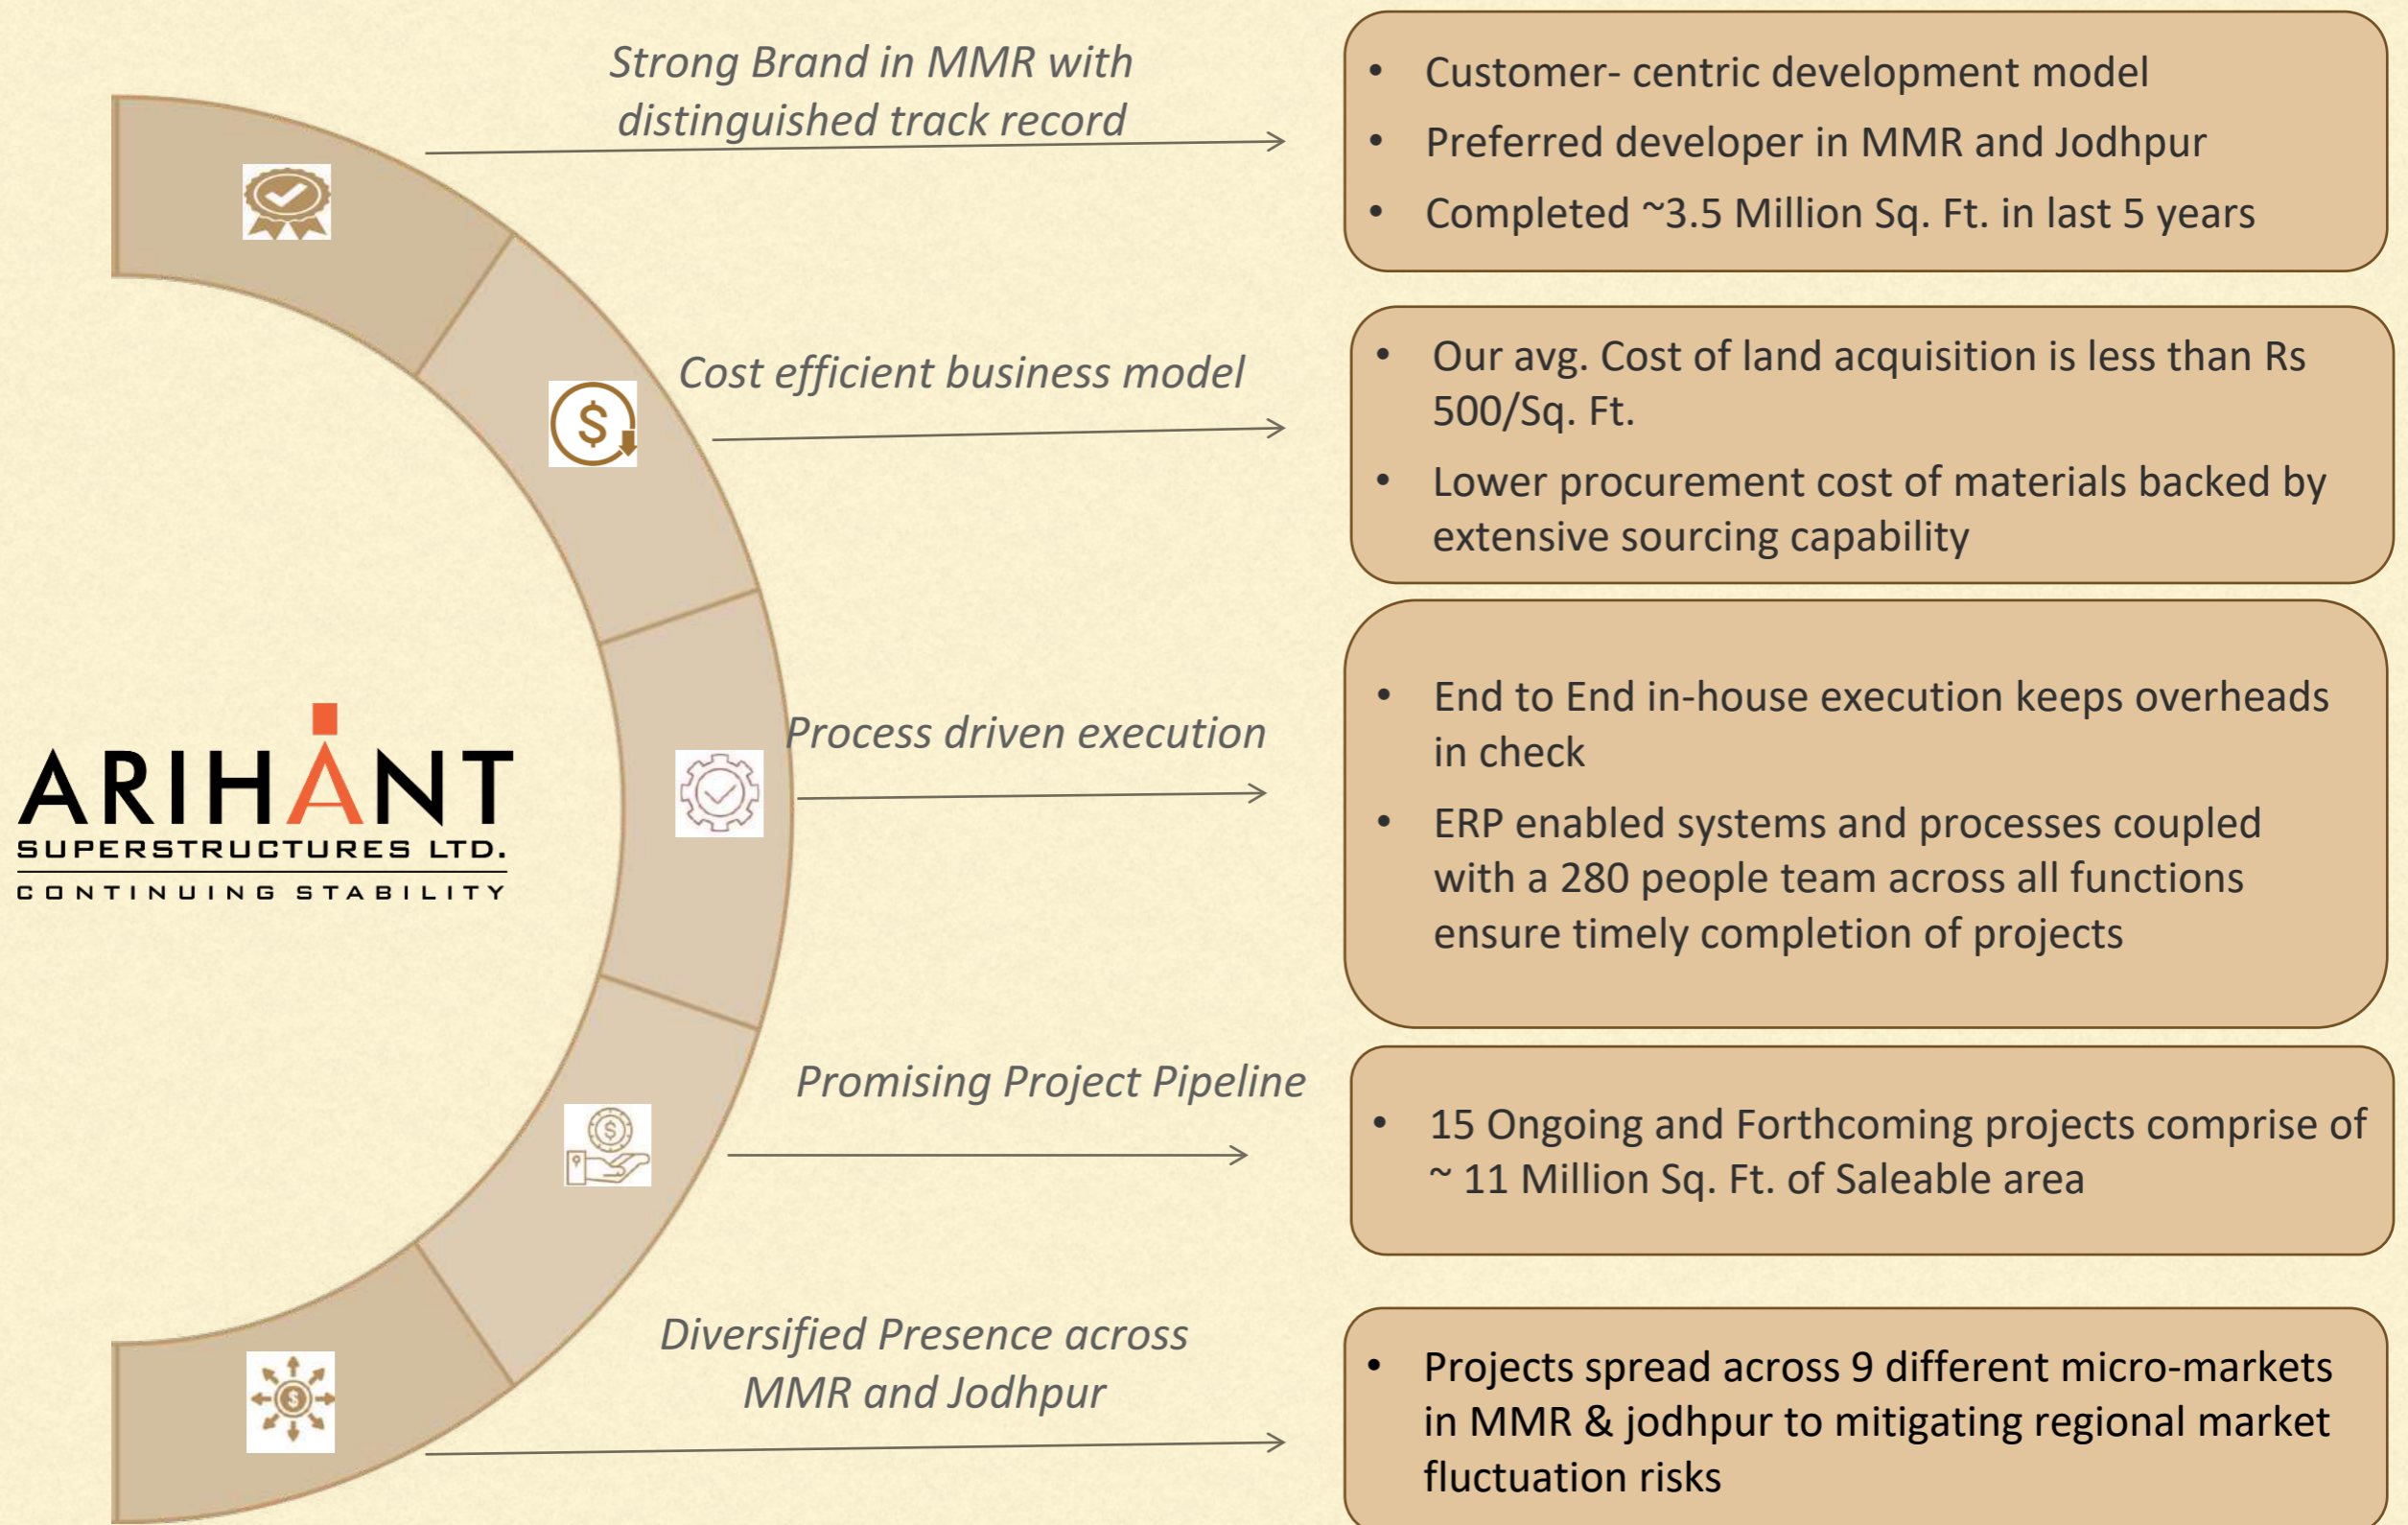 ARIHANT
SUPERSTRUCTURES LTD.
CONTINUING STABILITY
Strong Brand in MMR with
distinguished track record
• Customer- centric development model
• Preferred developer in MMR and Jodhpur
• Completed ~3.5 Million Sq. Ft. in last 5 years
Cost efficient business model
• Our avg. Cost of land acquisition is less than Rs
500/Sq. Ft.
• Lower procurement cost of materials backed by
extensive sourcing capability
Process driven execution
• End to End in-house execution keeps overheads
in check
• ERP enabled systems and processes coupled
with a 280 people team across all functions
ensure timely completion of projects
Promising Project Pipeline
• 15 Ongoing and Forthcoming projects comprise of
~ 11 Million Sq. Ft. of Saleable area
Diversified Presence across
MMR and Jodhpur
• Projects spread across 9 different micro-markets
in MMR & jodhpur to mitigating regional market
fluctuation risks